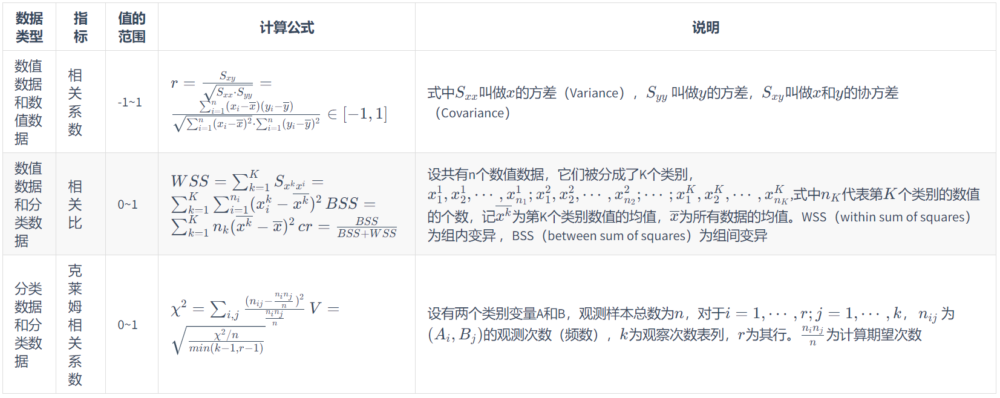 数据类型 指标 值的范围 计算公式 说明
数值数据和数值数据 相关系数 -1~1 $r = \frac{S_{xy}}{\sqrt{S_{xx} \cdot S_{yy}}} = \frac{\sum_{i=1}^{n}(x_i-\overline{x})(y_i-\overline{y})}{\sqrt{\sum_{i=1}^{n}(x_i-\overline{x})^2 \cdot \sum_{i=1}^{n}(y_i-\overline{y})^2}} \in [-1,1]$
式中$S_{xx}$叫做$x$的方差（Variance），$S_{yy}$ 叫做$y$的方差，$S_{xy}$叫做$x$和$y$的协方差
（Covariance）
数值数据和分类数据 相关比 0~1
$WSS = \sum_{k=1}^{K} S_{x^k x^i} =$
$\sum_{k=1}^{K} \sum_{i=1}^{n_i} (x_i^k - \overline{x^k})^2 \, BSS =$
$\sum_{k=1}^{K} n_k (\overline{x^k} - \overline{x})^2 \, cr = \frac{BSS}{BSS+WSS}$
设共有n个数值数据，它们被分成了K个类别，
$x_1^1, x_2^1, \cdots, x_{n_1}^1; x_1^2, x_2^2, \cdots, x_{n_2}^2; \cdots; x_1^K, x_2^K, \cdots, x_{n_K}^K$,式中$n_K$代表第$K$个类别的数值
的个数，记$\overline{x^k}$为第K个类别数值的均值，$\overline{x}$为所有数据的均值。WSS（within sum of squares）
为组内变异 ，BSS（between sum of squares）为组间变异
分类数据和分类数据 克莱姆相关系数 0~1
$\chi^2 = \sum_{i,j} \frac{(n_{ij} - \frac{n_i n_j}{n})^2}{\frac{n_i n_j}{n}} \, V =$
$\sqrt{\frac{\chi^2/n}{min(k-1,r-1)}}$
设有两个类别变量A和B，观测样本总数为$n$，对于$i = 1, \cdots, r; j = 1, \cdots, k$， $n_{ij}$ 为
$(A_i, B_j)$的观测次数（频数），$k$为观察次数表列，$r$为其行。$\frac{n_i n_j}{n}$为计算期望次数